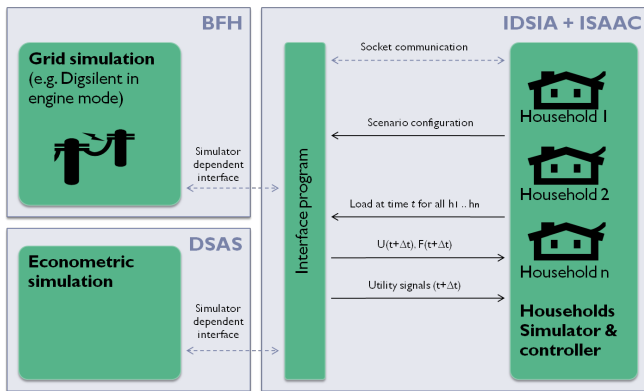 BFH
Grid simulation
(e.g. Digsilent in
engine mode)
Simulator
dependent
interface
DSAS
Econometric
simulation
Simulator
dependent
interface
IDSIA + ISAAC
Interface program
Socket communication
Scenario configuration
Load at time t for all h1 .. hn
U(t+Δt), F(t+Δt)
Utility signals (t+Δt)
Household 1
Household 2
Household n
Households
Simulator &
controller